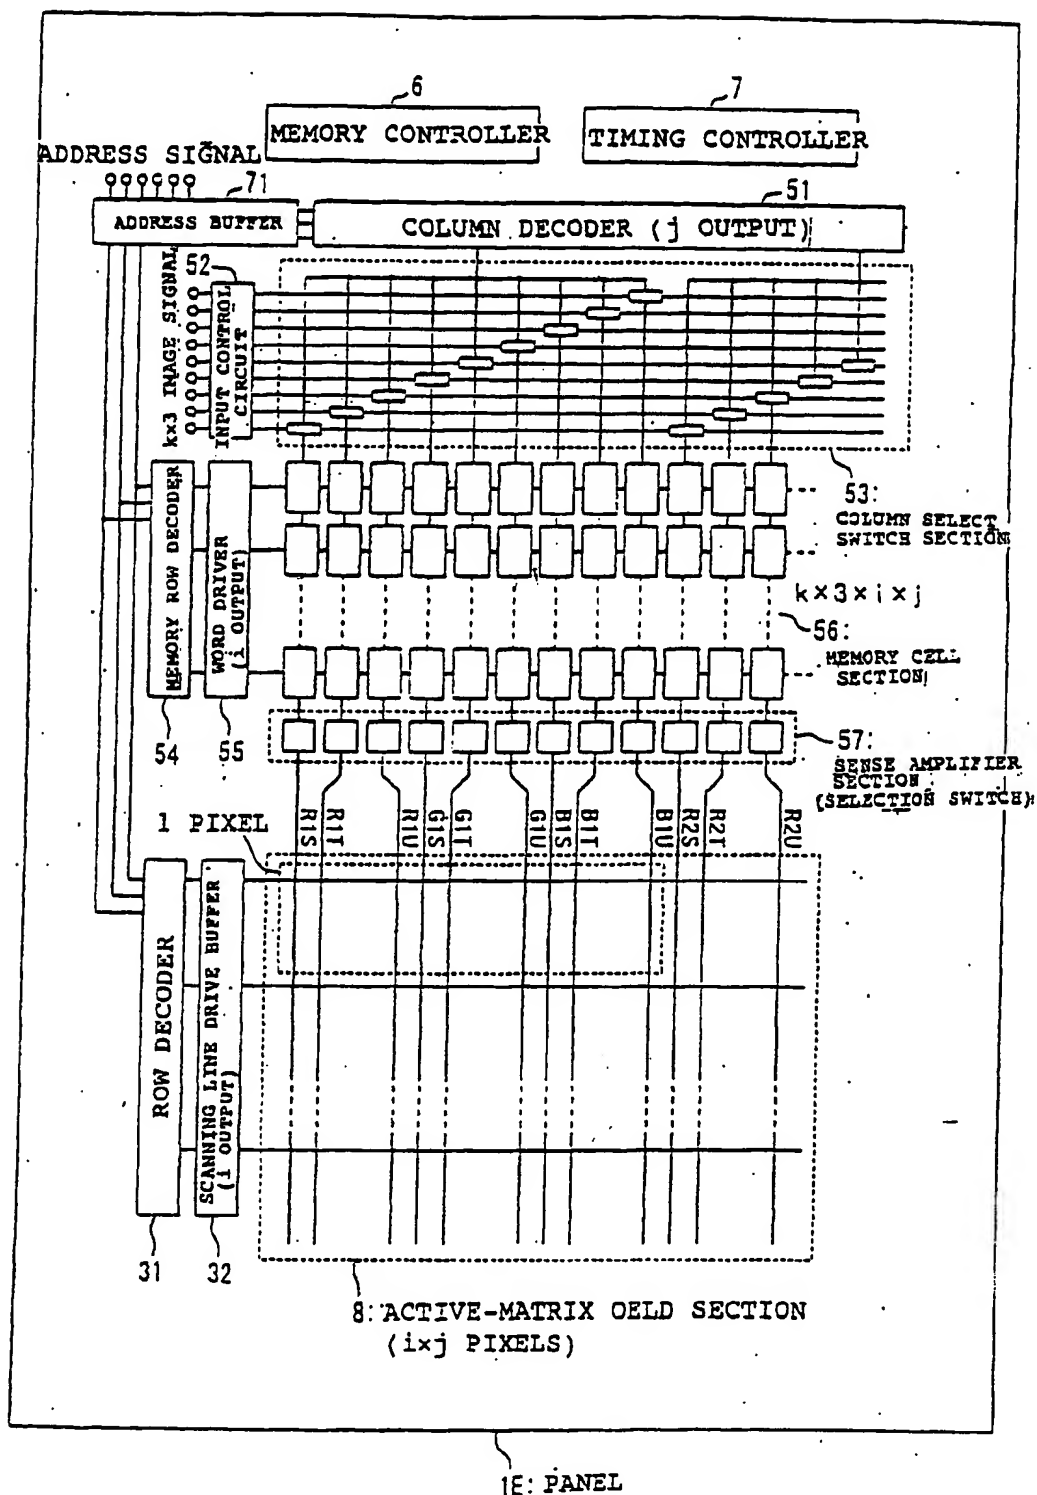 6
7
MEMORY CONTROLLER
TIMING CONTROLLER
ADDRESS SIGNAL
71
51
ADDRESS BUFFER
COLUMN DECODER (j OUTPUT)
k×3 IMAGE SIGNAL
52
INPUT CONTROL
CIRCUIT
53:
COLUMN SELECT
SWITCH SECTION
MEMORY ROW DECODER
WORD DRIVER
(i OUTPUT)
k×3×i×j
56:
MEMORY CELL
SECTION
54
55
57:
SENSE AMPLIFIER
SECTION
(SELECTION SWITCH)
1 PIXEL
R1S
R1T
R1U
G1S
G1T
G1U
B1S
B1T
B1U
R2S
R2T
R2U
ROW DECODER
SCANNING LINE DRIVE BUFFER
(i OUTPUT)
31
32
8: ACTIVE-MATRIX OELD SECTION
(i×j PIXELS)
1E: PANEL